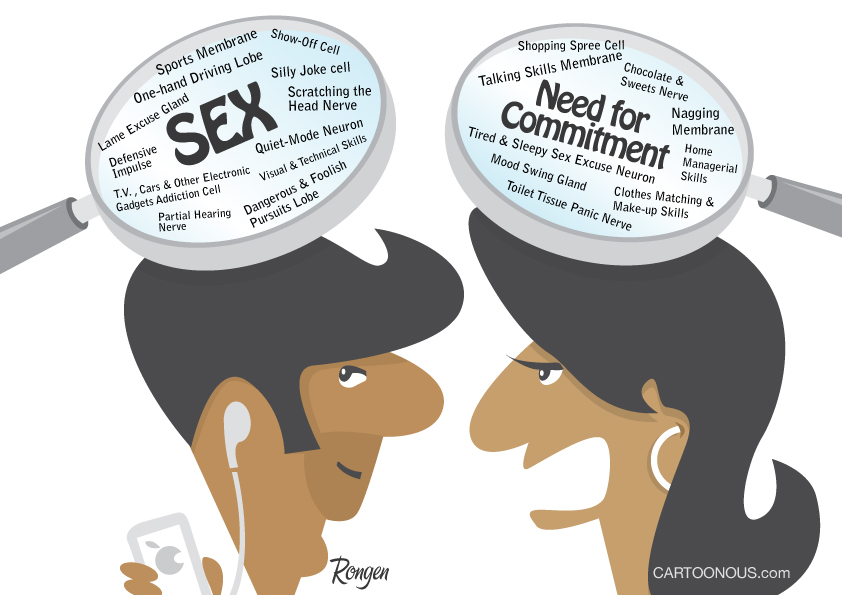 Sports Membrane
Show-Off Cell
One-hand Driving Lobe
Silly Joke cell
Lame Excuse Gland
SEX
Scratching the
Head Nerve
Defensive
Impulse
Quiet-Mode Neuron
T.V., Cars & Other Electronic
Gadgets Addiction Cell
Visual & Technical Skills
Partial Hearing
Nerve
Dangerous & Foolish
Pursuits Lobe
Shopping Spree Cell
Talking Skills Membrane
Chocolate &
Sweets Nerve
Need for
Commitment
Nagging
Membrane
Tired & Sleepy Sex Excuse Neuron
Home
Managerial
Skills
Mood Swing Gland
Clothes Matching &
Make-up Skills
Toilet Tissue Panic Nerve
Rongen
CARTOONOUS.com